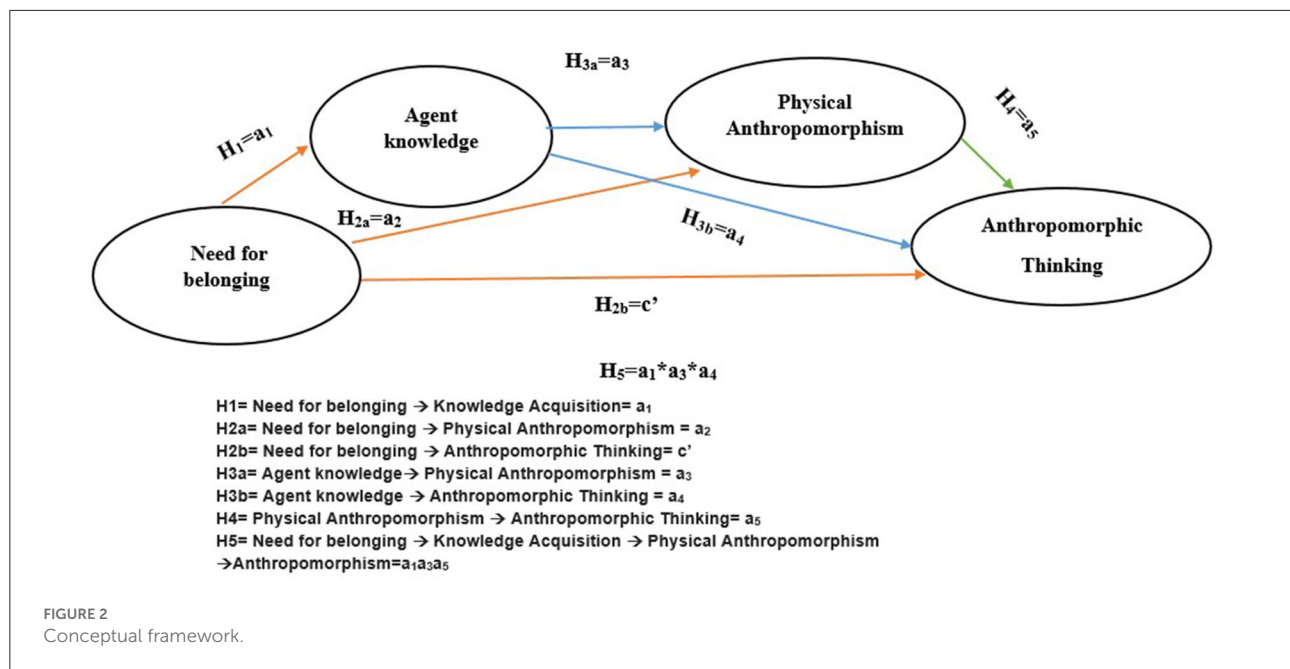 H₃ₐ=a₃
Physical
Anthropomorphism
H₄=a₅
Agent
knowledge
H₁=a₁
H₂ₐ=a₂
H₃b=a₄
Anthropomorphic
Thinking
Need for
belonging
H₂b=c’
H₅=a₁*a₃*a₄
H1= Need for belonging → Knowledge Acquisition= a₁
H2a= Need for belonging → Physical Anthropomorphism = a₂
H2b= Need for belonging → Anthropomorphic Thinking= c’
H3a= Agent knowledge→ Physical Anthropomorphism = a₃
H3b= Agent knowledge → Anthropomorphic Thinking = a₄
H4= Physical Anthropomorphism → Anthropomorphic Thinking= a₅
H5= Need for belonging → Knowledge Acquisition → Physical Anthropomorphism
→Anthropomorphism=a₁a₃a₅
FIGURE 2
Conceptual framework.